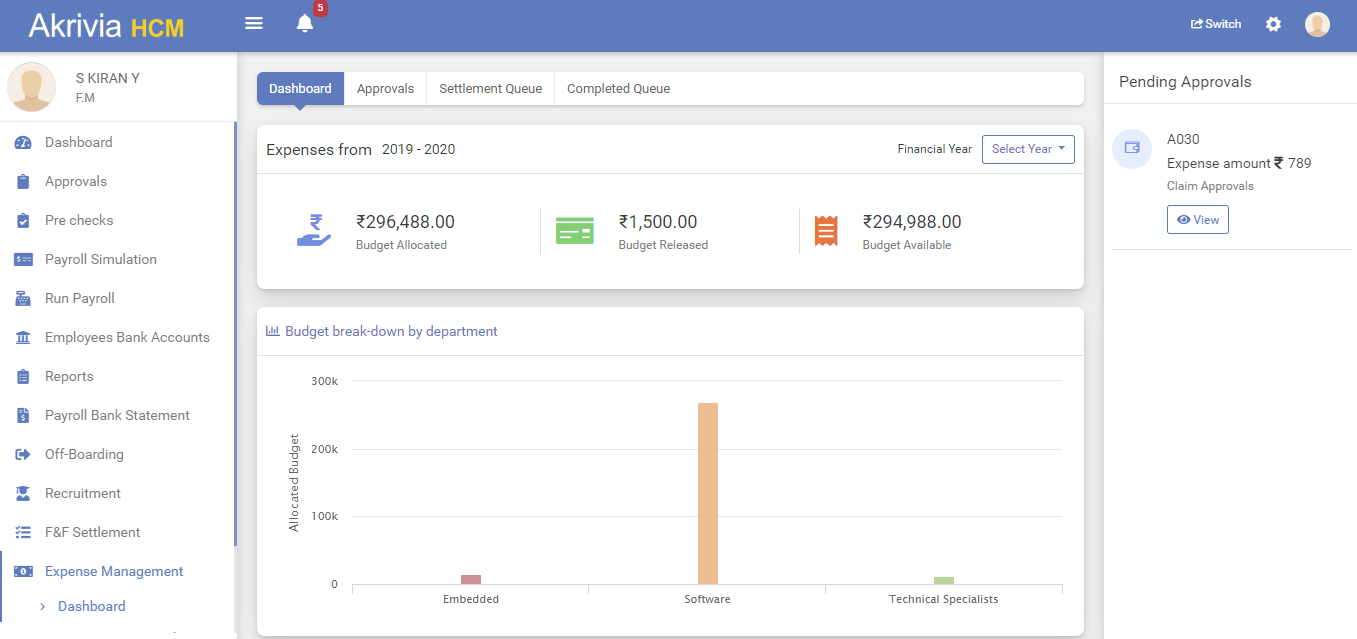 Akrivia HCM
5
Switch
S KIRAN Y
F.M
Dashboard
Approvals
Pre checks
Payroll Simulation
Run Payroll
Employees Bank Accounts
Reports
Payroll Bank Statement
Off-Boarding
Recruitment
F&F Settlement
Expense Management
Dashboard
Dashboard Approvals Settlement Queue Completed Queue
Expenses from 2019 - 2020
Financial Year Select Year
₹296,488.00
Budget Allocated
₹1,500.00
Budget Released
₹294,988.00
Budget Available
Budget break-down by department
Allocated Budget
300k
200k
100k
0
Embedded Software Technical Specialists
Pending Approvals
A030
Expense amount ₹ 789
Claim Approvals
View